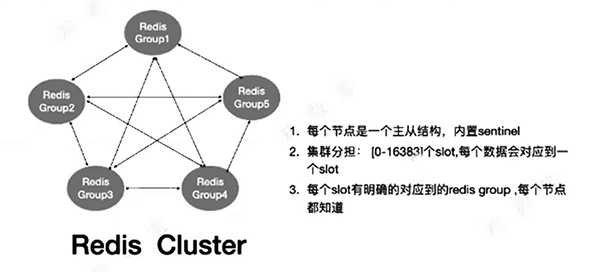 Redis
Group1
Redis
Group2
Redis
Group5
Redis
Group3
Redis
Group4
1. 每个节点是一个主从结构，内置sentinel
2. 集群分担： [0-16383]个slot,每个数据会对应到一
个slot
3. 每个slot有明确的对应到的redis group ,每个节点
都知道
Redis Cluster